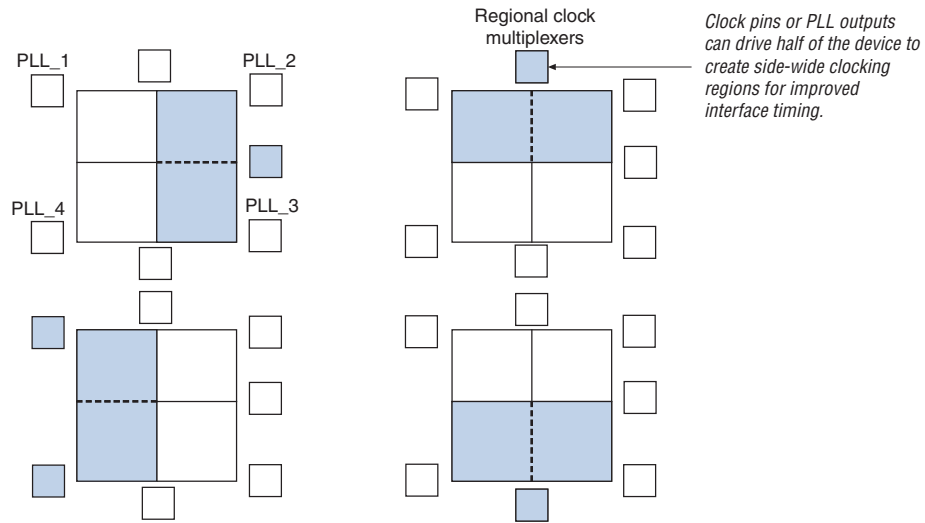 Regional clock
multiplexers
Clock pins or PLL outputs
can drive half of the device to
create side-wide clocking
regions for improved
interface timing.
PLL_1
PLL_2
PLL_4
PLL_3